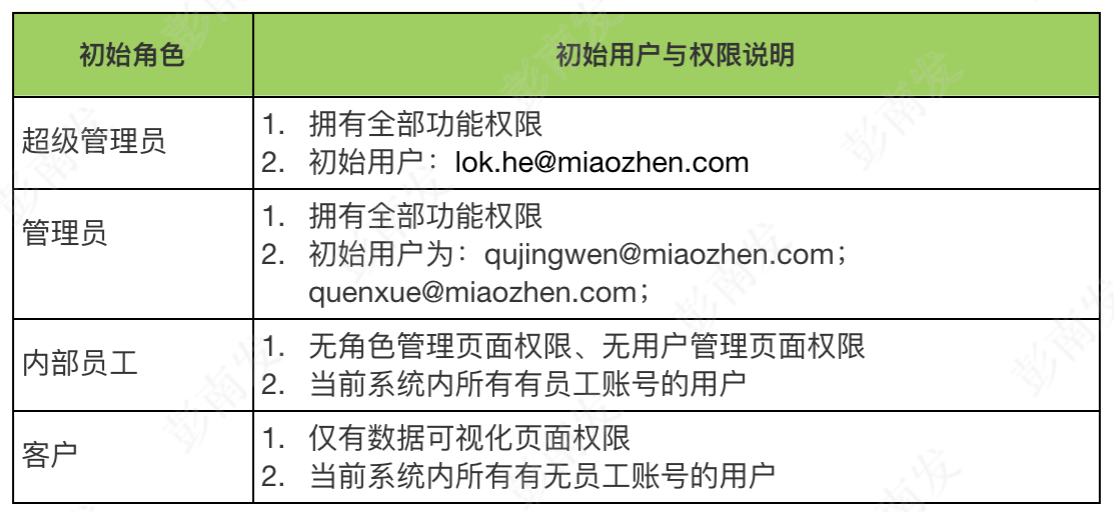 初始角色
初始用户与权限说明
超级管理员
1. 拥有全部功能权限
2. 初始用户：lok.he@miaozhen.com
管理员
1. 拥有全部功能权限
2. 初始用户为：qujingwen@miaozhen.com；
quenxue@miaozhen.com；
内部员工
1. 无角色管理页面权限、无用户管理页面权限
2. 当前系统内所有有员工账号的用户
客户
1. 仅有数据可视化页面权限
2. 当前系统内所有有无员工账号的用户
彭南发